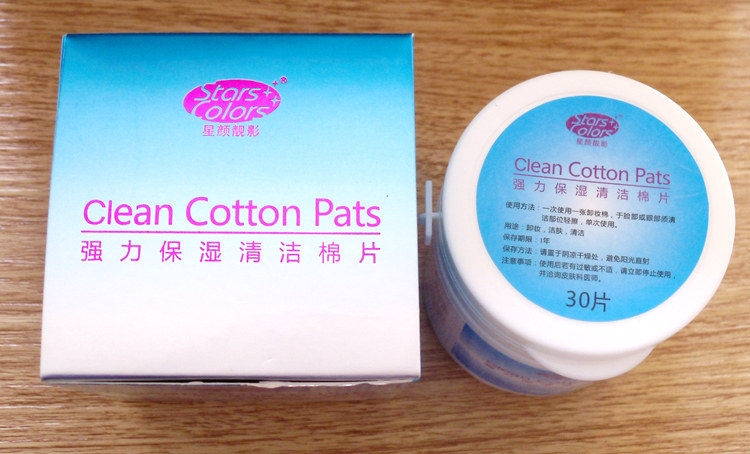 Stars
Colors
星颜靓影
Clean Cotton Pats
强力保湿清洁棉片
Stars
Colors
星颜靓影
Clean Cotton Pats
强力保湿清洁棉片
使用方法：一次使用一张卸妆棉，于脸部或眼部须清
洁部位轻擦，单次使用。
用途：卸妆，洁肤，清洁
保存期限：1年
保存方法：请置于阴凉干燥处，避免阳光直射
注意事项：使用后若有过敏或不适，请立即停止使用，
并洽询皮肤科医师。
30片